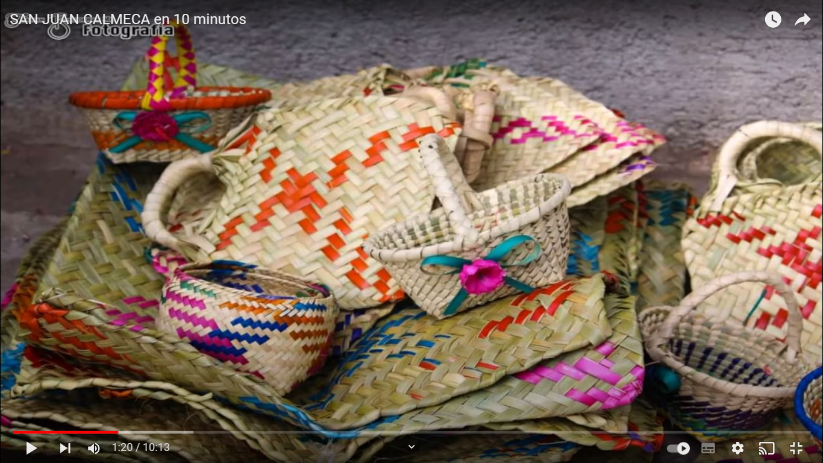 SAN JUAN CALMECA en 10 minutos
fotografía
1:20 / 10:13